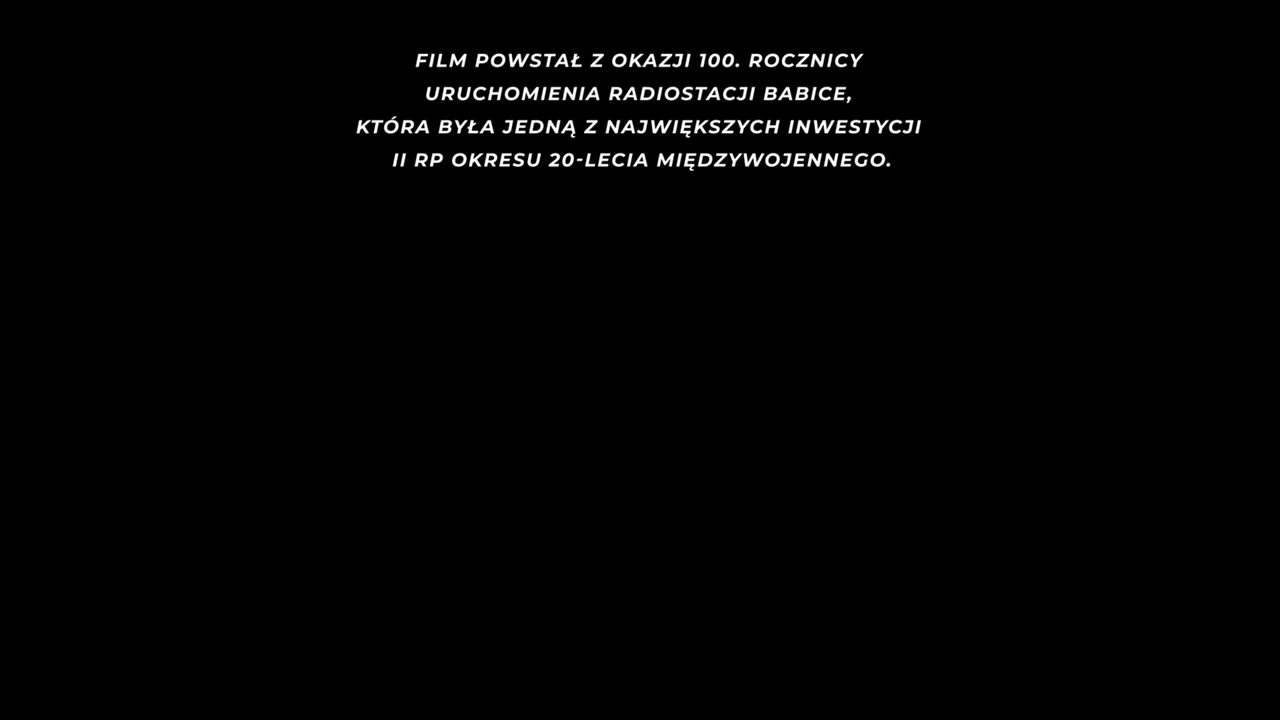 FILM POWSTAŁ Z OKAZJI 100. ROCZNICY
URUCHOMIENIA RADIOSTACJI BABICE,
KTÓRA BYŁA JEDNĄ Z NAJWIĘKSZYCH INWESTYCJI
II RP OKRESU 20-LECIA MIĘDZYWOJENNEGO.